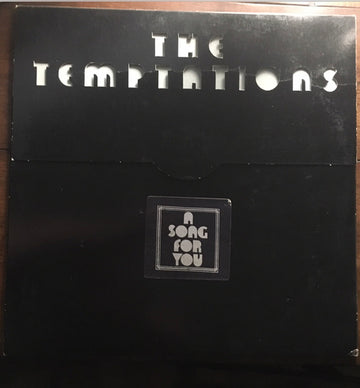 THE
TEMPTATIONS
A
SONG
FOR
YOU